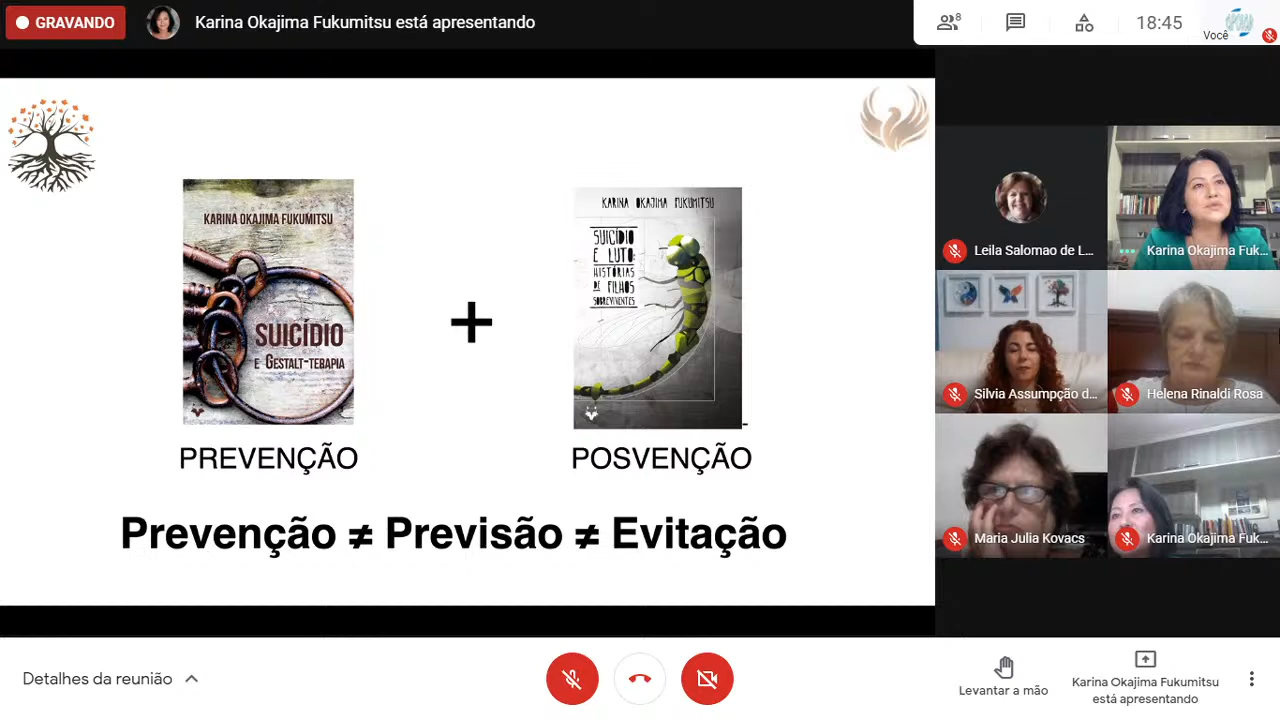 GRAVANDO
Karina Okajima Fukumitsu está apresentando
8
18:45
Você
KARINA OKAJIMA FUKUMITSU
SUICÍDIO
E GESTALT-TERAPIA
+
KARINA OKAJIMA FUKUMITSU
SUICÍDIO
E LUTO:
HISTÓRIAS
DE FILHOS
SOBREVIVENTES
PREVENÇÃO
POSVENÇÃO
Prevenção ≠ Previsão ≠ Evitação
Leila Salomao de L...
Karina Okajima Fuk...
Silvia Assumpção d...
Helena Rinaldi Rosa
Maria Julia Kovacs
Karina Okajima Fuk...
Detalhes da reunião
Levantar a mão
Karina Okajima Fukumitsu
está apresentando